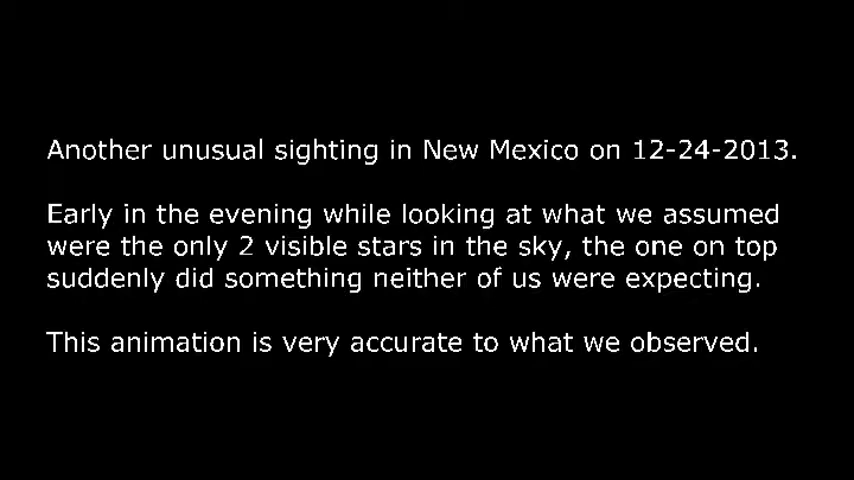 Another unusual sighting in New Mexico on 12-24-2013.
Early in the evening while looking at what we assumed
were the only 2 visible stars in the sky, the one on top
suddenly did something neither of us were expecting.
This animation is very accurate to what we observed.